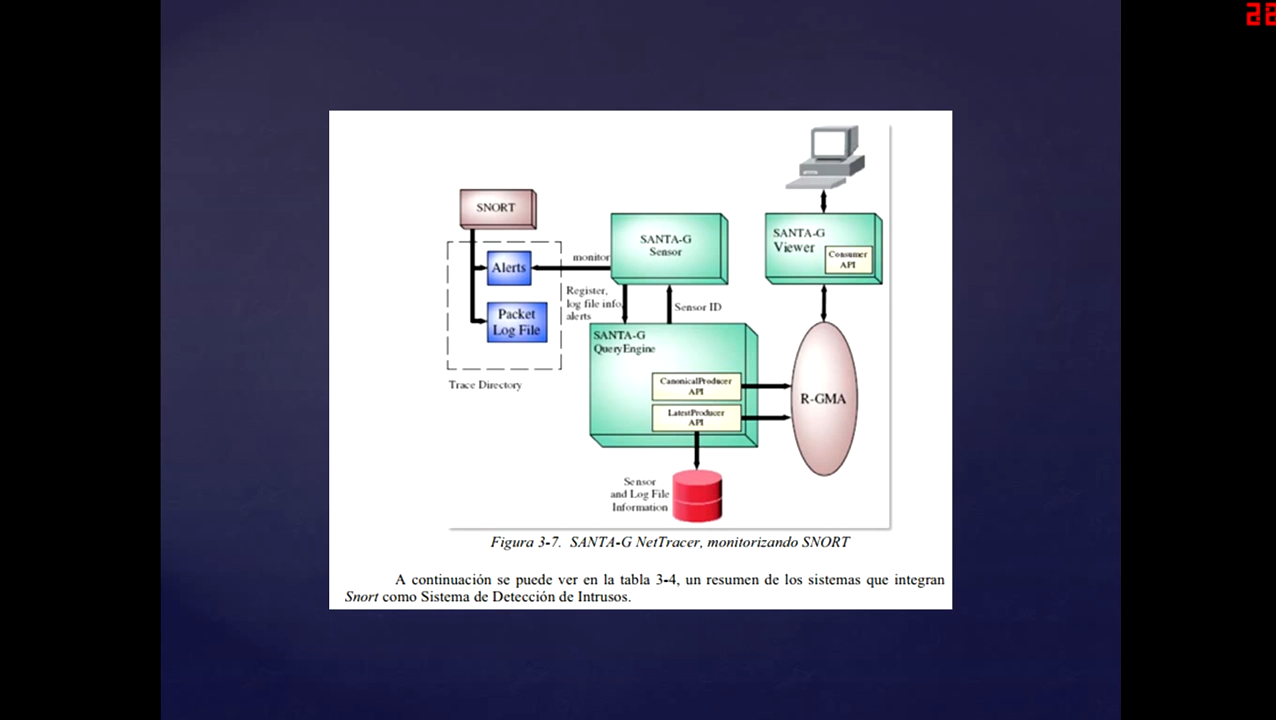 28
SNORT
Alerts
Packet
Log File
Trace Directory
monitor
SANTA-G
Sensor
Register,
log file info,
alerts
Sensor ID
SANTA-G
QueryEngine
CanonicalProducer
API
LatestProducer
API
Sensor
and Log File
Information
SANTA-G
Viewer
Consumer
API
R-GMA
Figura 3-7. SANTA-G NetTracer, monitorizando SNORT
A continuación se puede ver en la tabla 3-4, un resumen de los sistemas que integran
Snort como Sistema de Detección de Intrusos.